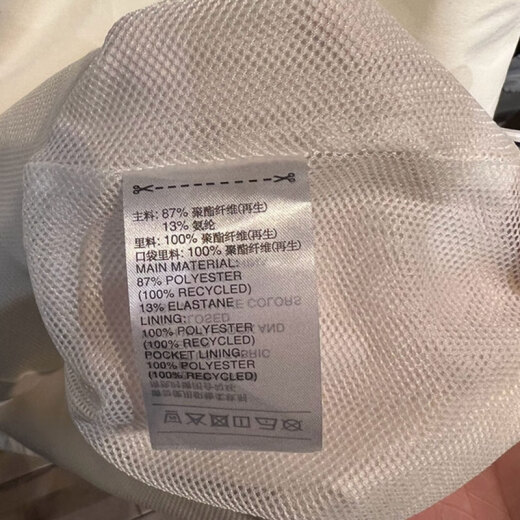 主料: 87% 聚酯纤维(再生)
13% 氨纶
里料: 100% 聚酯纤维(再生)
口袋里料: 100% 聚酯纤维(再生)
MAIN MATERIAL:
87% POLYESTER
(100% RECYCLED)
13% ELASTANE
LINING:
100% POLYESTER
(100% RECYCLED)
POCKET LINING:
100% POLYESTER
(100% RECYCLED)